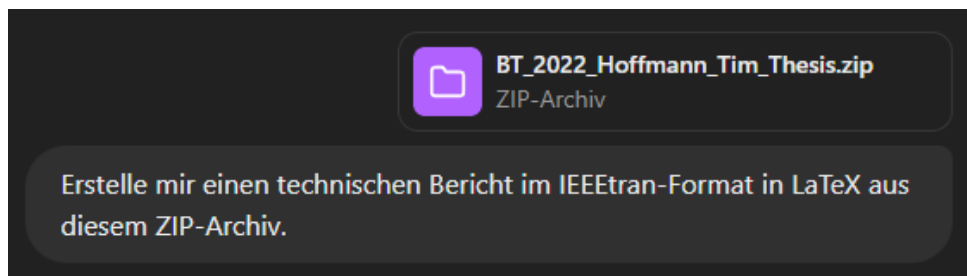 BT_2022_Hoffmann_Tim_Thesis.zip
ZIP-Archiv
Erstelle mir einen technischen Bericht im IEEEtran-Format in LaTeX aus
diesem ZIP-Archiv.